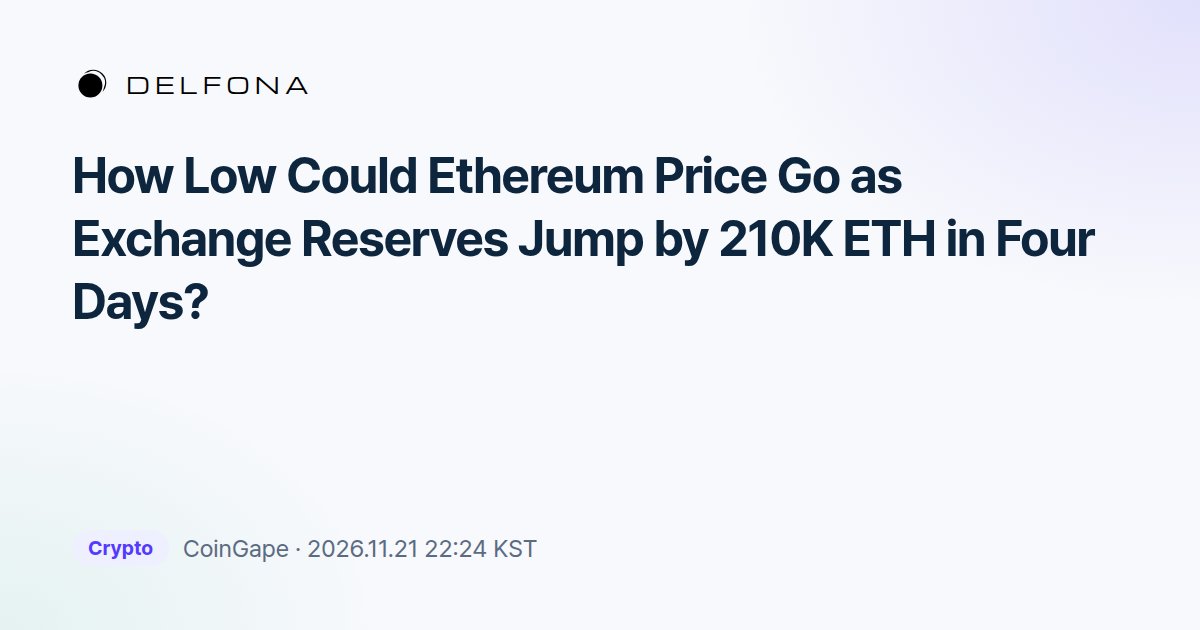 DELFONA
How Low Could Ethereum Price Go as
Exchange Reserves Jump by 210K ETH in Four
Days?
Crypto CoinGape · 2026.11.21 22:24 KST